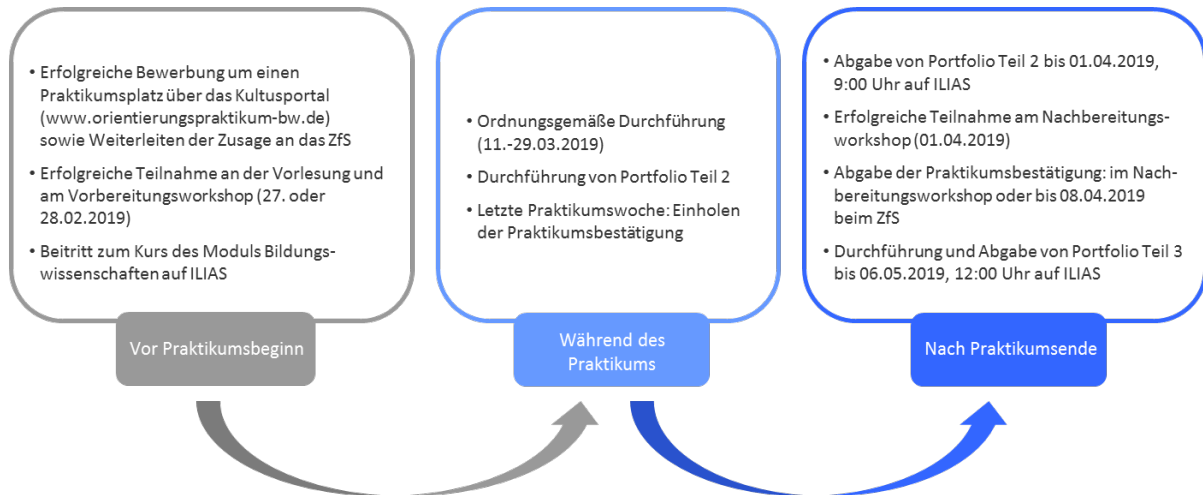 • Erfolgreiche Bewerbung um einen
Praktikumsplatz über das Kultusportal
(www.orientierungspraktikum-bw.de)
sowie Weiterleiten der Zusage an das ZfS
• Erfolgreiche Teilnahme an der Vorlesung und
am Vorbereitungsworkshop (27. oder
28.02.2019)
• Beitritt zum Kurs des Moduls Bildungs-
wissenschaften auf ILIAS
Vor Praktikumsbeginn
• Ordnungsgemäße Durchführung
(11.-29.03.2019)
• Durchführung von Portfolio Teil 2
• Letzte Praktikumswoche: Einholen
der Praktikumsbestätigung
Während des
Praktikums
• Abgabe von Portfolio Teil 2 bis 01.04.2019,
9:00 Uhr auf ILIAS
• Erfolgreiche Teilnahme am Nachbereitungs-
workshop (01.04.2019)
• Abgabe der Praktikumsbestätigung: im Nach-
bereitungsworkshop oder bis 08.04.2019
beim ZfS
• Durchführung und Abgabe von Portfolio Teil 3
bis 06.05.2019, 12:00 Uhr auf ILIAS
Nach Praktikumsende